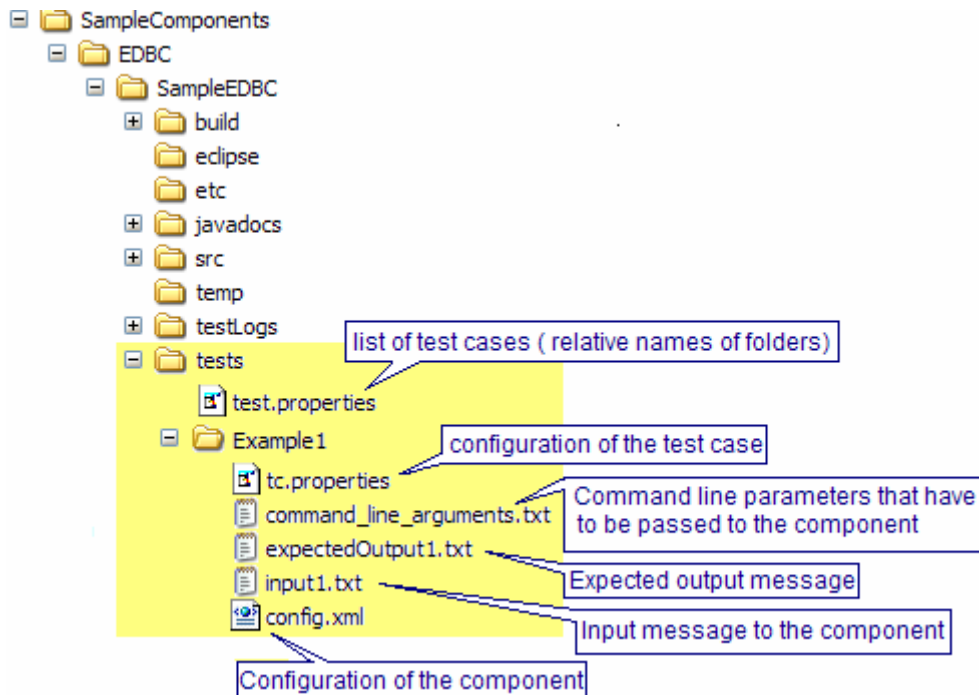 SampleComponents
EDBC
SampleEDBC
build
eclipse
etc
javadocs
src
temp
testLogs
list of test cases ( relative names of folders)
tests
test.properties
Example1
configuration of the test case
tc.properties
Command line parameters that have
to be passed to the component
command_line_arguments.txt
expectedOutput1.txt
Expected output message
input1.txt
Input message to the component
config.xml
Configuration of the component